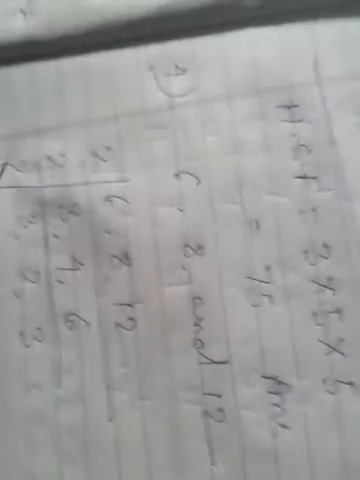 H.C.F = 3 X 5 X 5
= 75 Ans.
6, 8, and 12
2 6, 8, 12
2 3, 4, 6
2 3, 2, 3